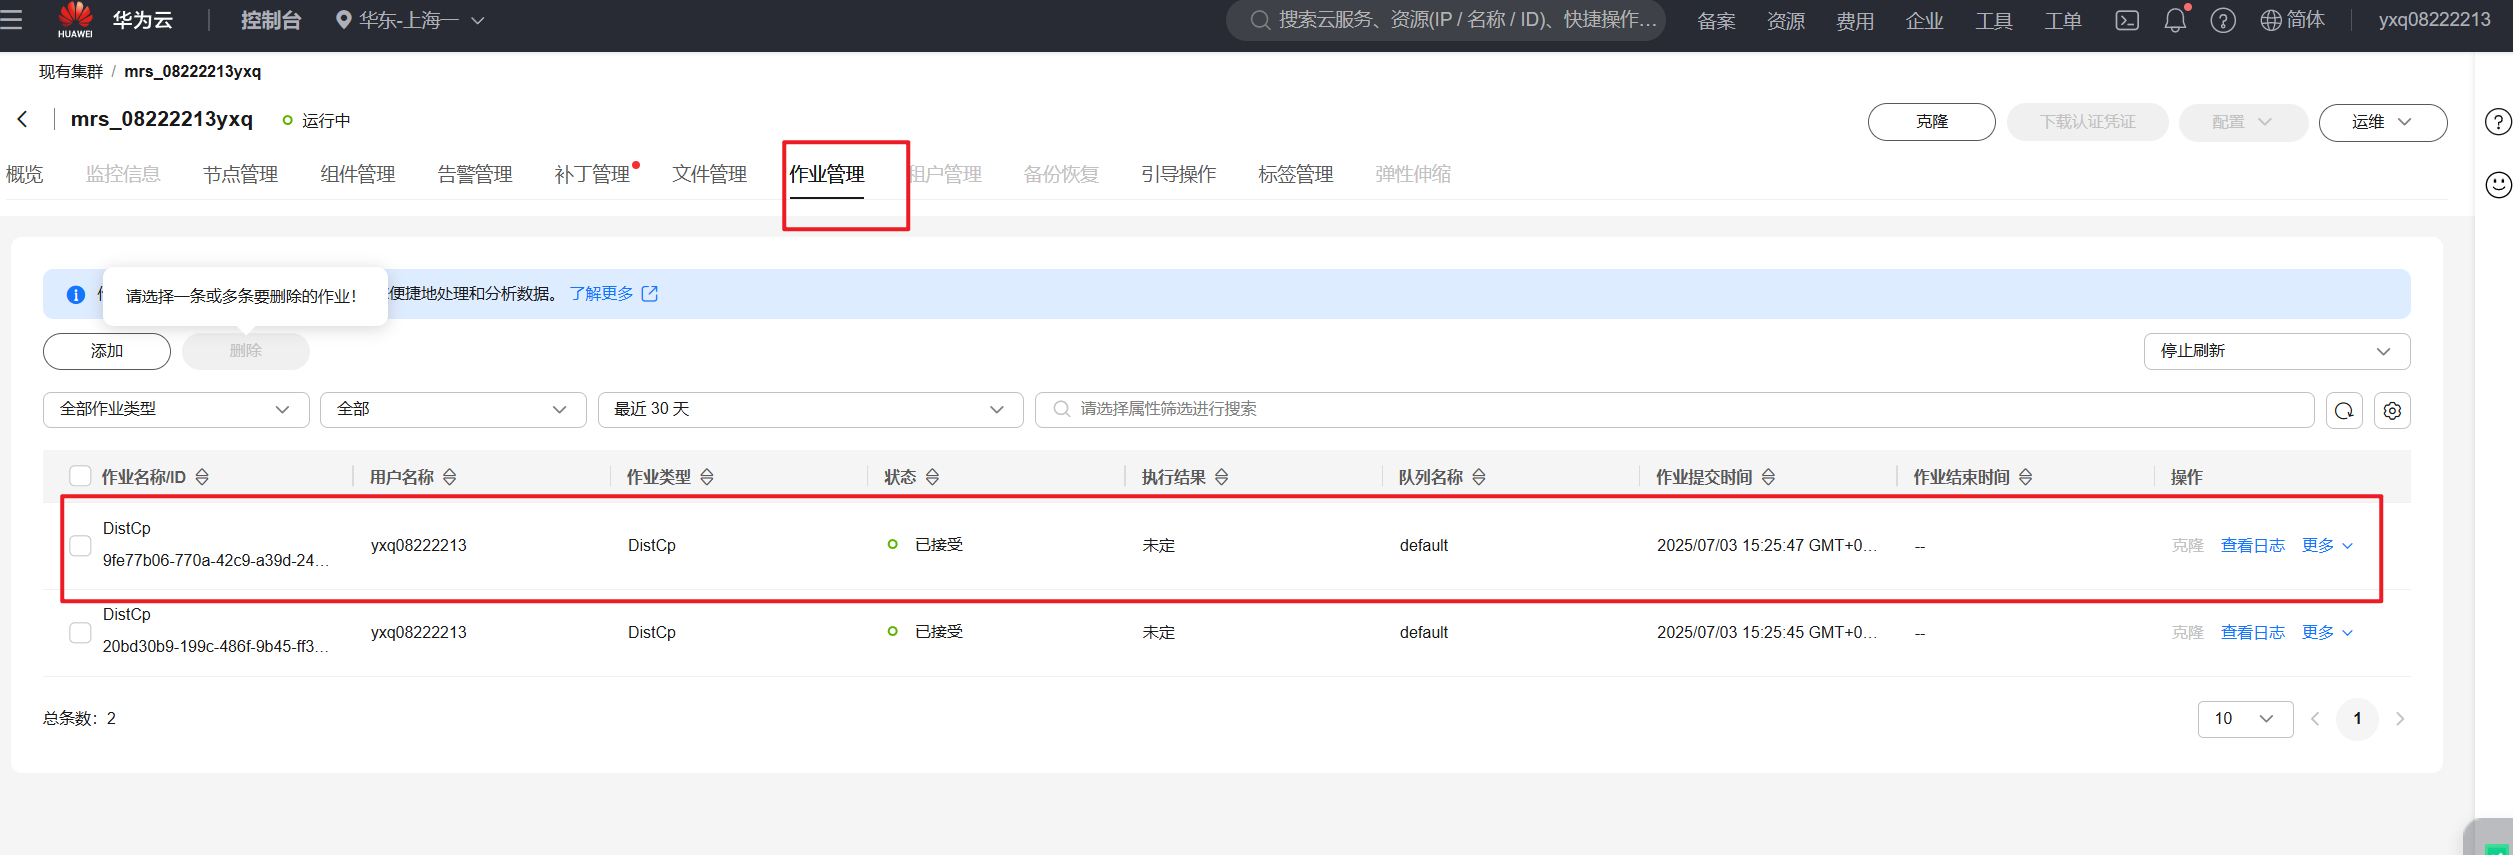 HUAWEI 华为云 控制台 华东-上海一 搜索云服务、资源(IP / 名称 / ID)、快捷操作... 备案 资源 费用 企业 工具 工单 简体 yxq08222213
现有集群 / mrs_08222213yxq
mrs_08222213yxq 运行中 克隆 下载认证凭证 配置 运维
概览 监控信息 节点管理 组件管理 告警管理 补丁管理 文件管理 作业管理 租户管理 备份恢复 引导操作 标签管理 弹性伸缩
请选择一条或多条要删除的作业！ 便捷地处理和分析数据。 了解更多
添加 删除 停止刷新
全部作业类型 全部 最近 30 天 请选择属性筛选进行搜索
作业名称/ID 用户名称 作业类型 状态 执行结果 队列名称 作业提交时间 作业结束时间 操作
DistCp
9fe77b06-770a-42c9-a39d-24... yxq08222213 DistCp 已接受 未定 default 2025/07/03 15:25:47 GMT+0... -- 克隆 查看日志 更多
DistCp
20bd30b9-199c-486f-9b45-ff3... yxq08222213 DistCp 已接受 未定 default 2025/07/03 15:25:45 GMT+0... -- 克隆 查看日志 更多
总条数：2 10 1